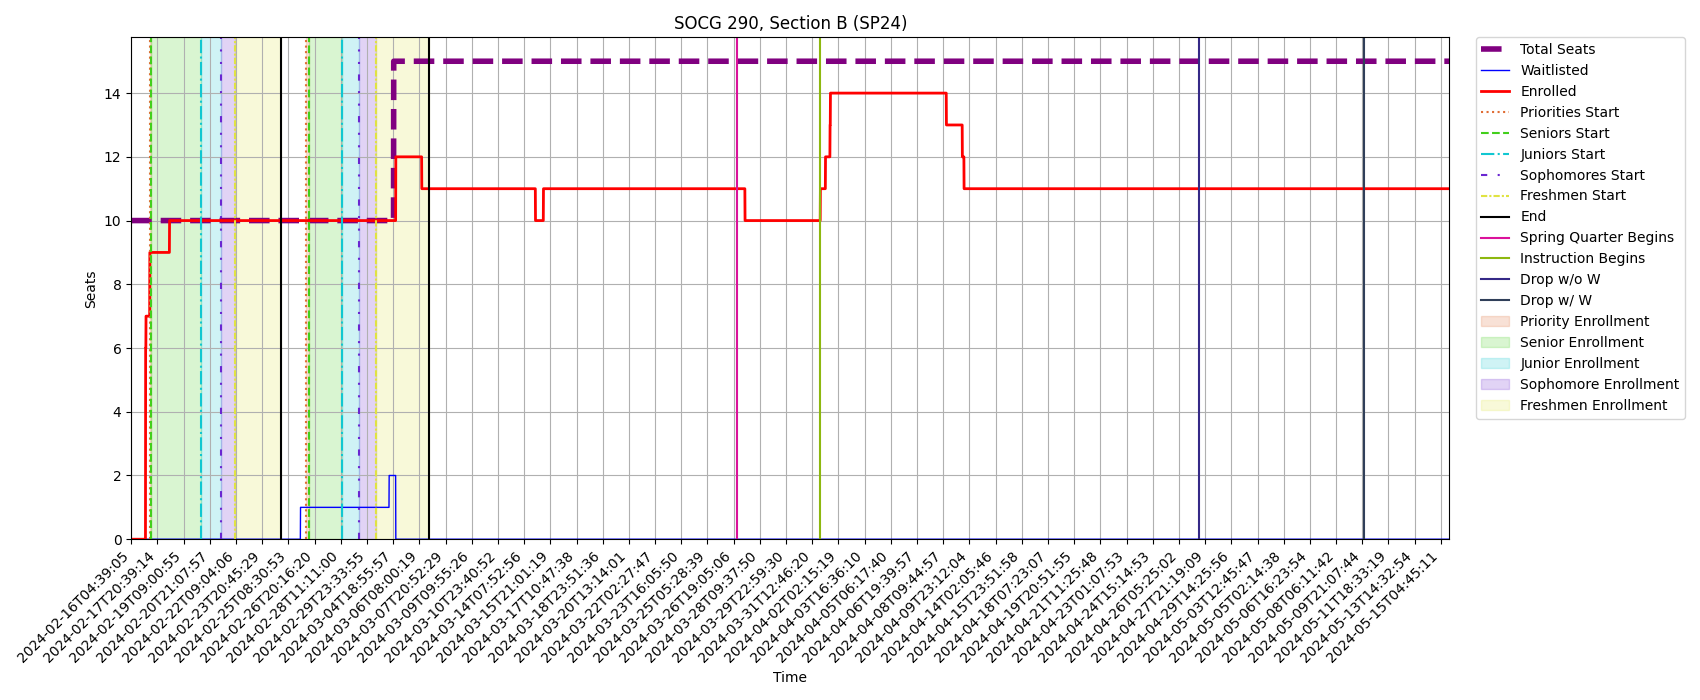 SOCG 290, Section B (SP24)
Seats
14
12
10
8
6
4
2
0
2024-02-16T04:39:05
2024-02-17T20:39:14
2024-02-19T09:00:55
2024-02-20T21:07:57
2024-02-22T09:04:06
2024-02-23T20:45:29
2024-02-25T08:30:53
2024-02-26T20:16:20
2024-02-28T11:11:00
2024-02-29T23:33:55
2024-03-04T18:55:57
2024-03-06T08:00:19
2024-03-07T20:52:29
2024-03-09T09:55:26
2024-03-10T23:40:52
2024-03-14T07:52:56
2024-03-15T21:01:19
2024-03-17T10:47:38
2024-03-18T23:51:36
2024-03-20T13:14:01
2024-03-22T02:27:47
2024-03-23T16:05:50
2024-03-25T05:28:39
2024-03-26T19:05:06
2024-03-28T09:37:50
2024-03-29T22:59:30
2024-03-31T12:46:20
2024-04-02T02:15:19
2024-04-03T16:36:10
2024-04-05T06:17:40
2024-04-06T19:39:57
2024-04-08T09:44:57
2024-04-09T23:12:04
2024-04-14T02:05:46
2024-04-15T23:51:58
2024-04-18T07:23:07
2024-04-19T20:51:55
2024-04-21T11:25:48
2024-04-23T01:07:53
2024-04-24T15:14:53
2024-04-26T05:25:02
2024-04-27T21:19:09
2024-04-29T14:25:56
2024-05-03T12:45:47
2024-05-05T02:14:38
2024-05-06T16:23:54
2024-05-08T06:11:42
2024-05-09T21:07:44
2024-05-11T18:33:19
2024-05-13T14:32:54
2024-05-15T04:45:11
Time
Total Seats
Waitlisted
Enrolled
Priorities Start
Seniors Start
Juniors Start
Sophomores Start
Freshmen Start
End
Spring Quarter Begins
Instruction Begins
Drop w/o W
Drop w/ W
Priority Enrollment
Senior Enrollment
Junior Enrollment
Sophomore Enrollment
Freshmen Enrollment